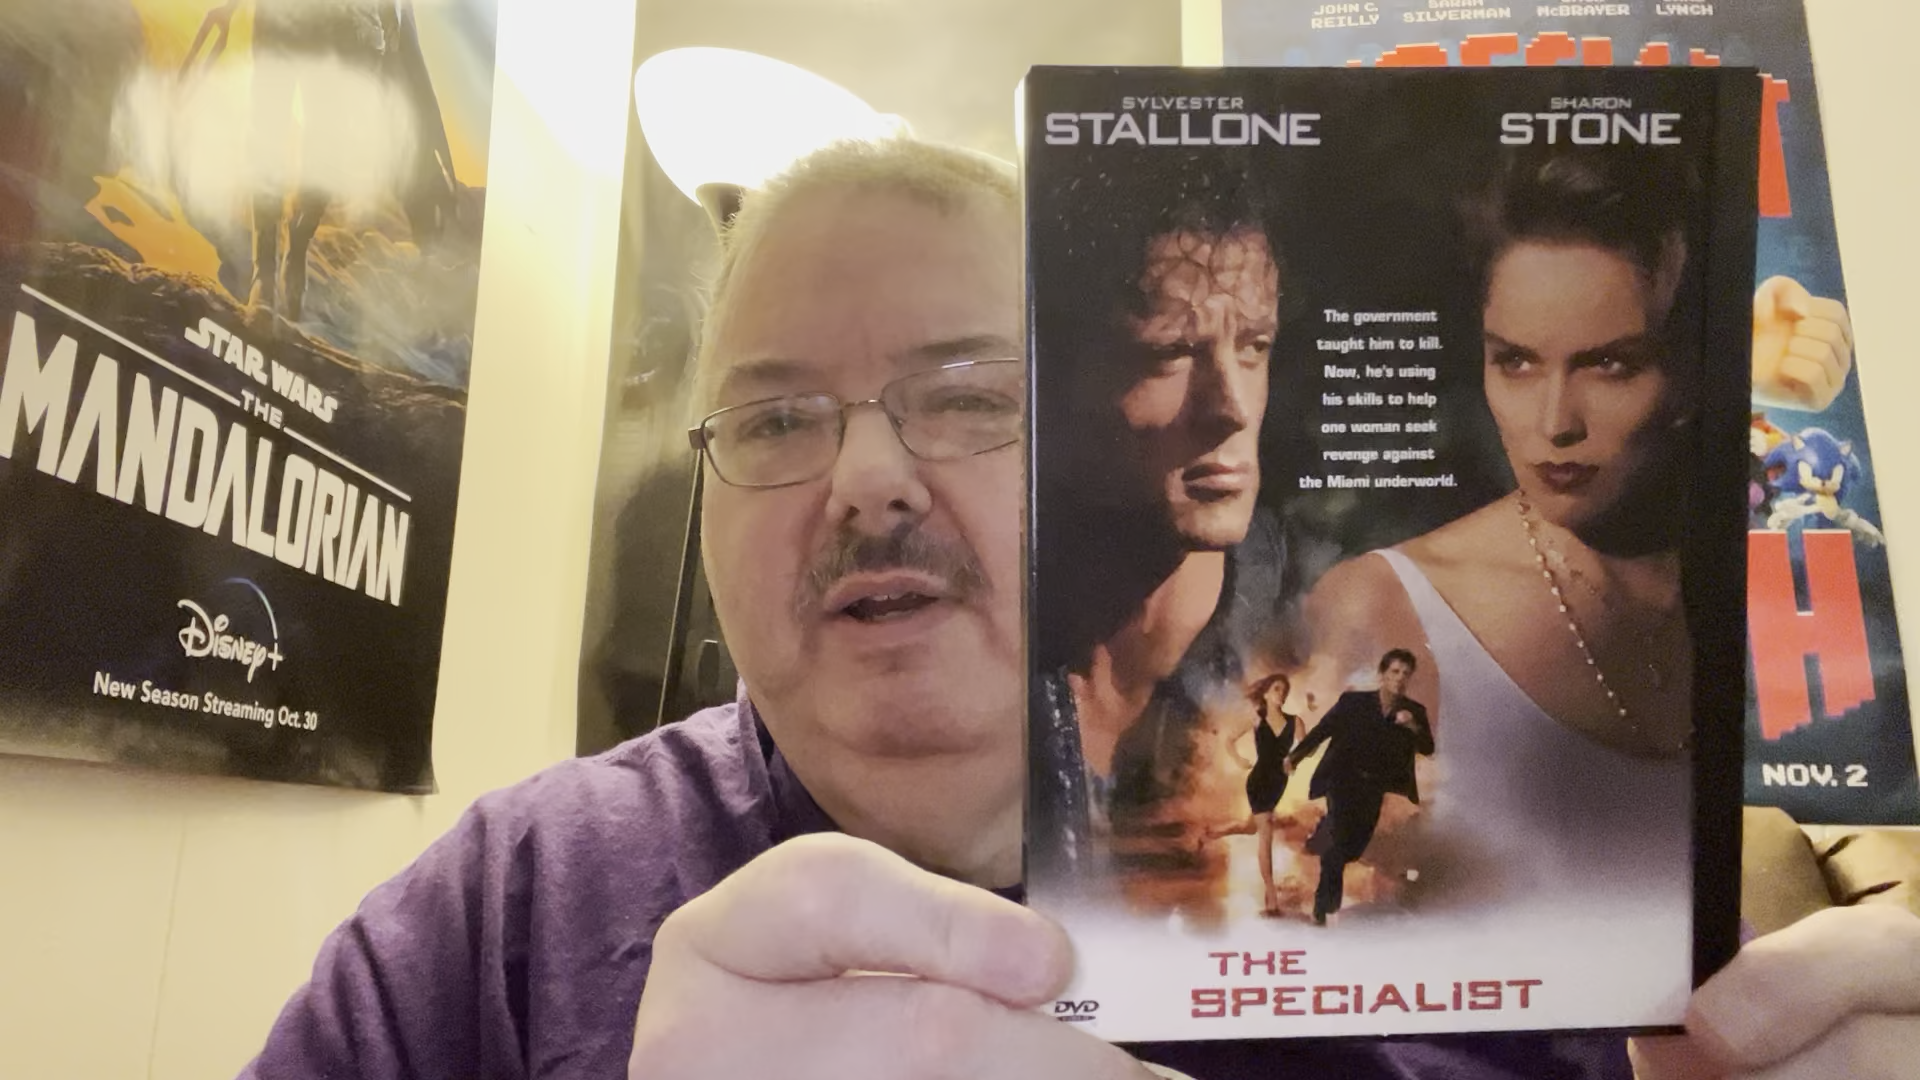 STAR WARS
THE
MANDALORIAN
Disney+
New Season Streaming Oct. 30
JOHN C. REILLY
SARAH SILVERMAN
McBRAYER
LYNCH
H
NOV. 2
SYLVESTER
STALLONE
SHARON
STONE
The government
taught him to kill.
Now, he's using
his skills to help
one woman seek
revenge against
the Miami underworld.
THE
SPECIALIST
DVD